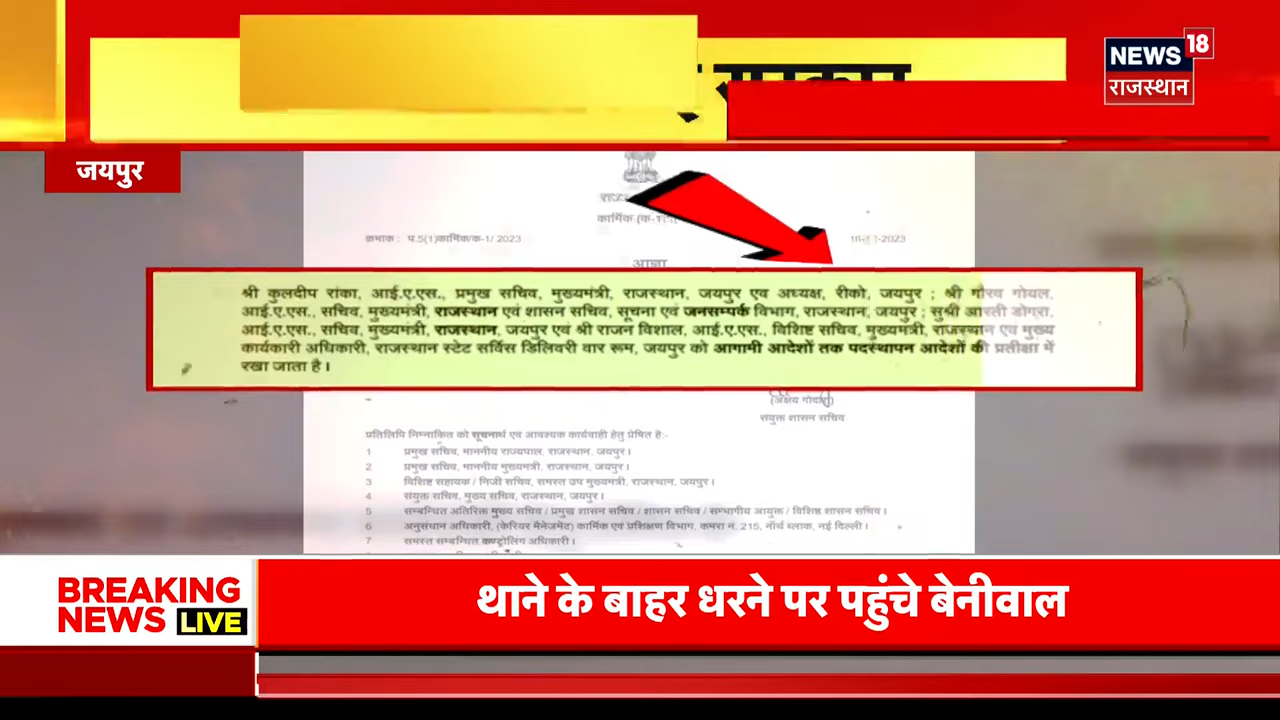 NEWS 18
राजस्थान
जयपुर
कार्मिक
क्रमांक : प.5(1)कार्मिक/क-1/ 2023
-2023
आज्ञा
श्री कुलदीप रांका, आई.ए.एस., प्रमुख सचिव, मुख्यमंत्री, राजस्थान, जयपुर एव अध्यक्ष, रीको, जयपुर ; श्री गौरव गोयल,
आई.ए.एस., सचिव, मुख्यमंत्री, राजस्थान एवं शासन सचिव, सूचना एवं जनसम्पर्क विभाग, राजस्थान, जयपुर ; सुश्री आरती डोगरा,
आई.ए.एस., सचिव, मुख्यमंत्री, राजस्थान, जयपुर एवं श्री राजन विशाल, आई.ए.एस., विशिष्ट सचिव, मुख्यमंत्री, राजस्थान एवं मुख्य
कार्यकारी अधिकारी, राजस्थान स्टेट सर्विस डिलिवरी वार रूम, जयपुर को आगामी आदेशों तक पदस्थापन आदेशों की प्रतीक्षा में
रखा जाता है।
संयुक्त शासन सचिव
प्रतिलिपि निम्नांकित को सूचनार्थ एवं आवश्यक कार्यवाही हेतु प्रेषित है:-
1 प्रमुख सचिव, माननीय राज्यपाल, राजस्थान, जयपुर।
2 प्रमुख सचिव, माननीय मुख्यमंत्री, राजस्थान, जयपुर।
3 विशिष्ट सहायक / निजी सचिव, समस्त उप मुख्यमंत्री, राजस्थान, जयपुर।
4 संयुक्त सचिव, मुख्य सचिव, राजस्थान, जयपुर।
5 सम्बन्धित अतिरिक्त मुख्य सचिव / प्रमुख शासन सचिव / शासन सचिव / सम्भागीय आयुक्त / विशिष्ठ शासन सचिव।
6 अनुसंधान अधिकारी, (केरियर मैनेजमेंट) कार्मिक एवं प्रशिक्षण विभाग, कमरा नं. 215, नॉर्थ ब्लाक, नई दिल्ली।
7 समस्त सम्बन्धित कण्ट्रोलिंग अधिकारी।
BREAKING
NEWS LIVE
थाने के बाहर धरने पर पहुंचे बेनीवाल